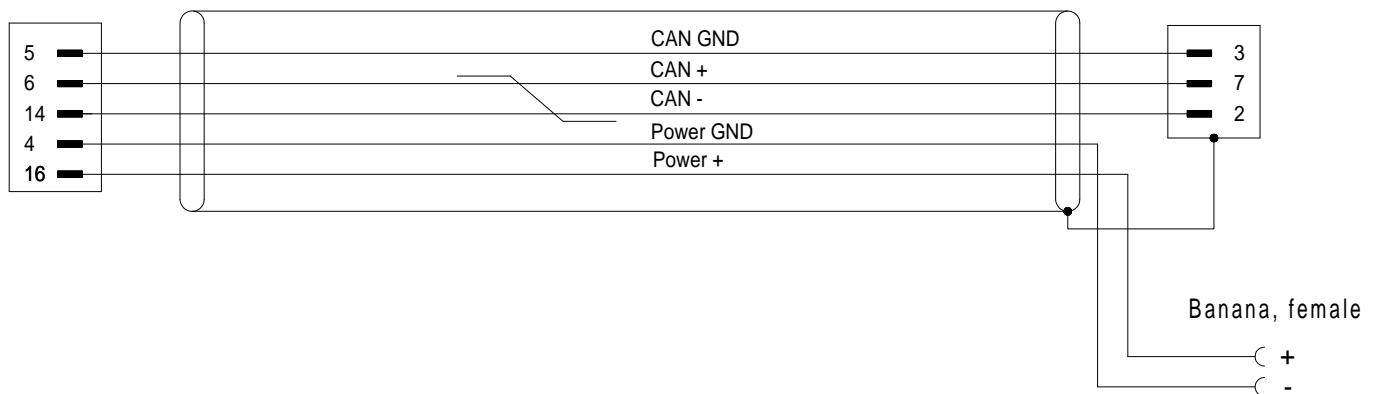 5 CAN GND 3
6 CAN + 7
14 CAN - 2
4 Power GND
16 Power +
Banana, female
+
-